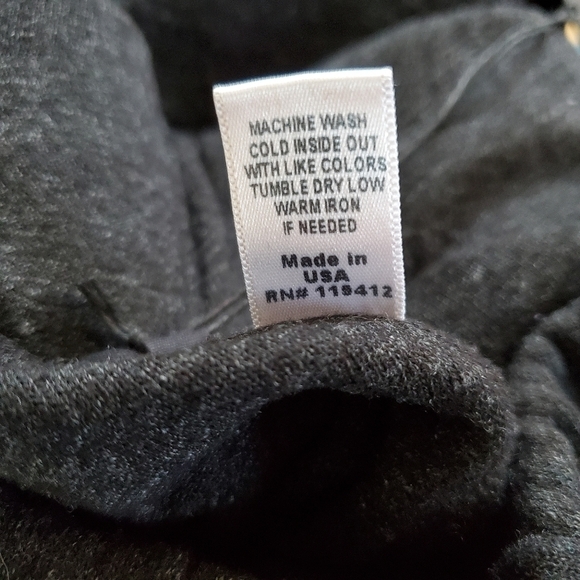 MACHINE WASH
COLD INSIDE OUT
WITH LIKE COLORS
TUMBLE DRY LOW
WARM IRON
IF NEEDED
Made in
USA
RN# 119412